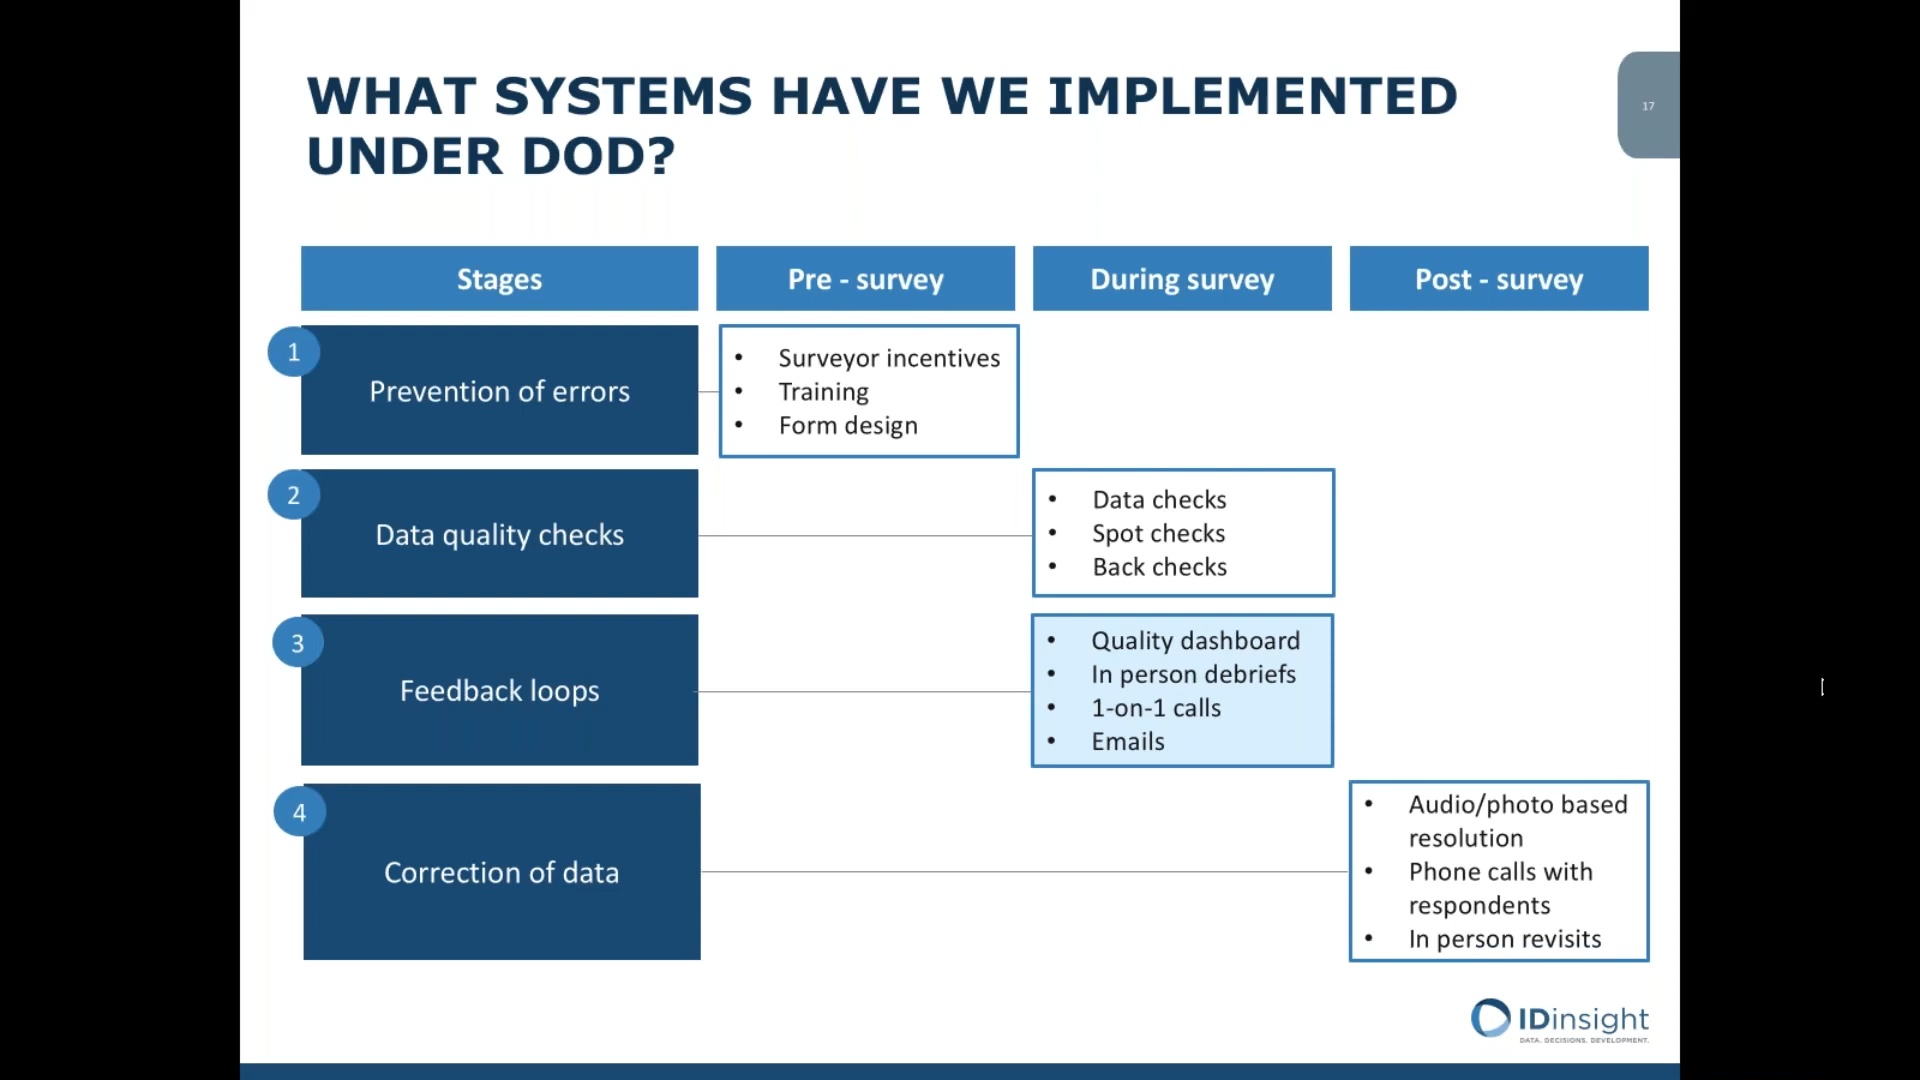 WHAT SYSTEMS HAVE WE IMPLEMENTED
UNDER DOD?
17
Stages
Pre - survey
During survey
Post - survey
1
Prevention of errors
• Surveyor incentives
• Training
• Form design
2
Data quality checks
• Data checks
• Spot checks
• Back checks
3
Feedback loops
• Quality dashboard
• In person debriefs
• 1-on-1 calls
• Emails
4
Correction of data
• Audio/photo based
resolution
• Phone calls with
respondents
• In person revisits
IDinsight
DATA. DECISIONS. DEVELOPMENT.